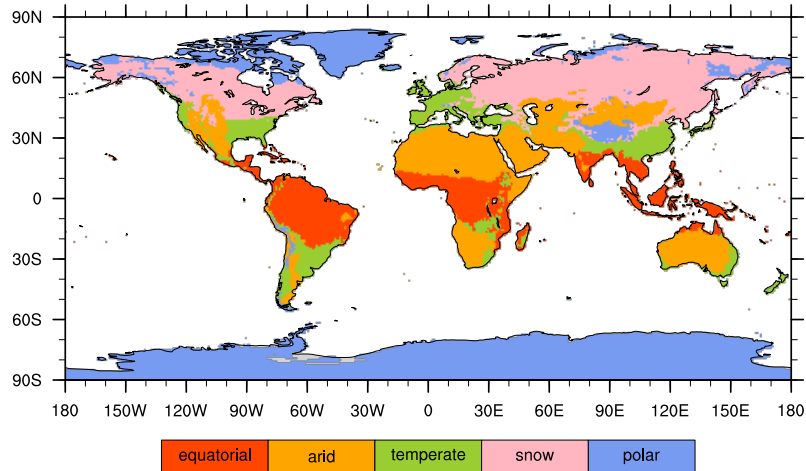 90N
60N
30N
0
30S
60S
90S
180 150W 120W 90W 60W 30W 0 30E 60E 90E 120E 150E 180
equatorial arid temperate snow polar